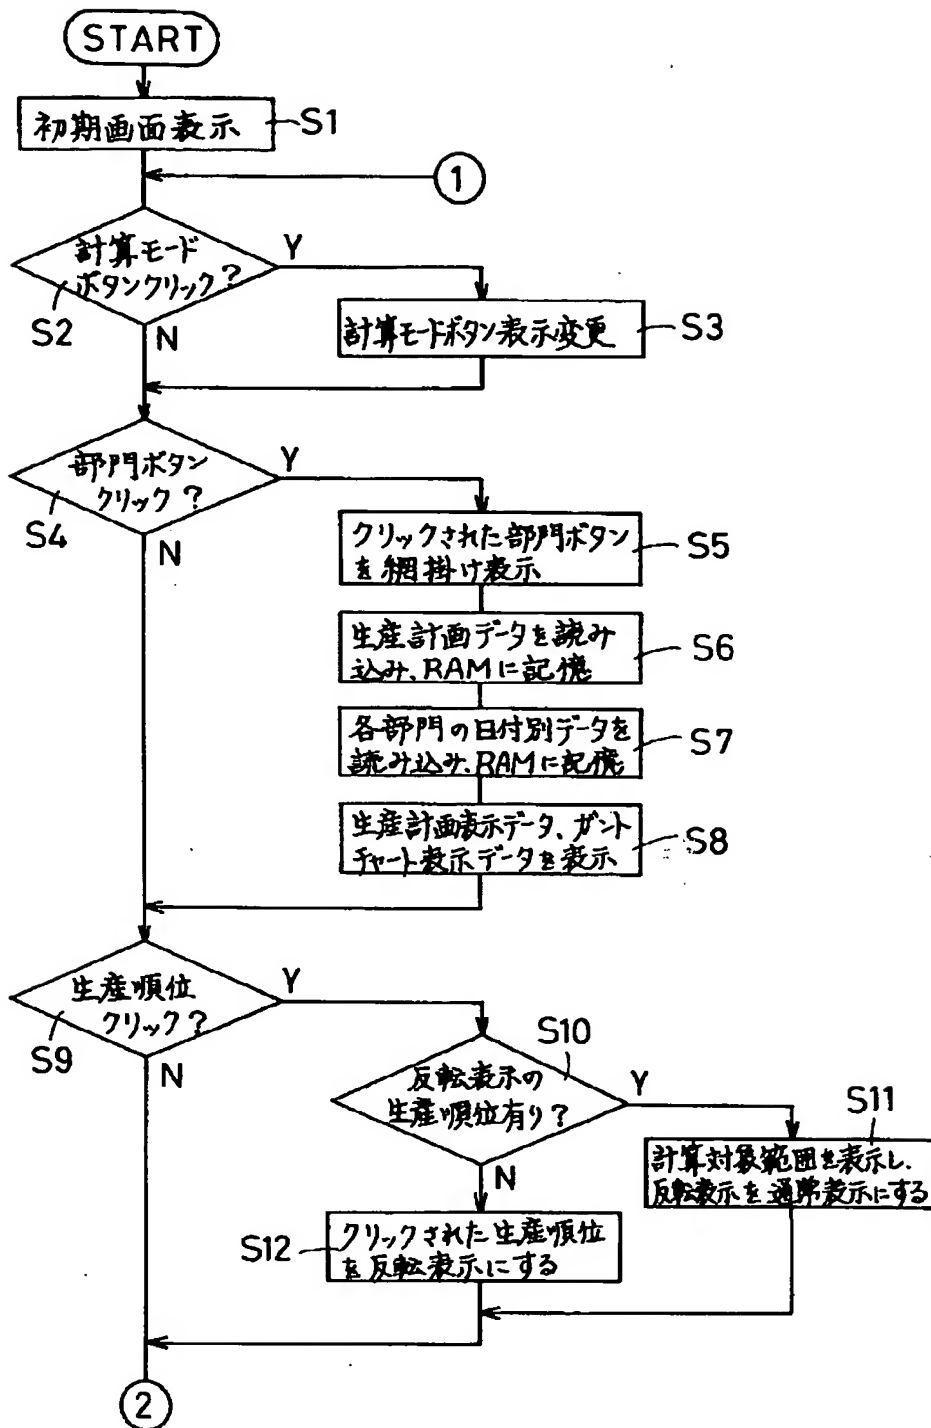 START
初期画面表示
S1
1
計算モード
ボタンクリック?
Y
S2
N
計算モードボタン表示変更
S3
部門ボタン
クリック?
Y
S4
N
クリックされた部門ボタン
を網掛け表示
S5
生産計画データを読み
込み、RAMに記憶
S6
各部門の日付別データを
読み込み、RAMに記憶
S7
生産計画表示データ、ガント
チャート表示データを表示
S8
生産順位
クリック?
Y
S9
N
S10
反転表示の
生産順位有り?
Y
N
S11
計算対象範囲を表示し、
反転表示を通常表示にする
S12
クリックされた生産順位
を反転表示にする
2